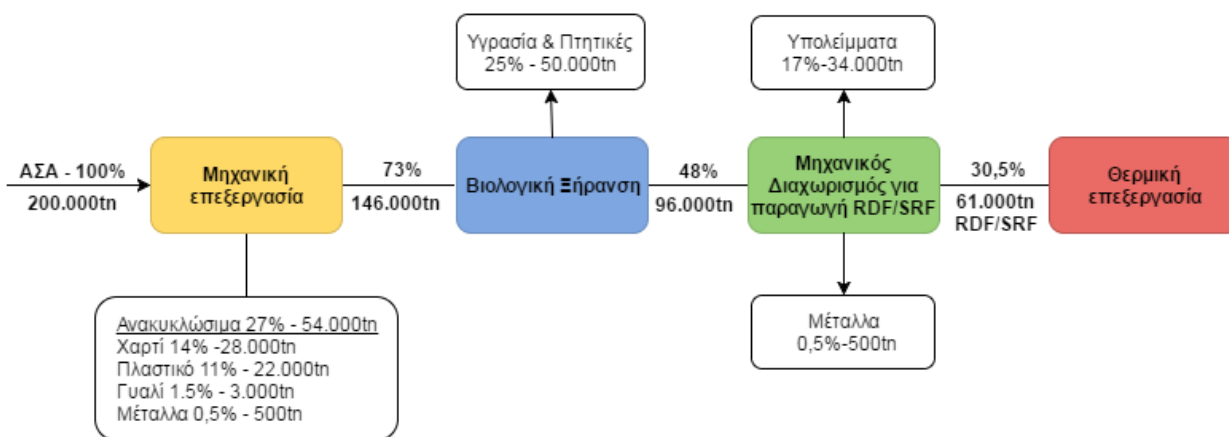 Υγρασία & Πτητικές
25% - 50.000tn
Υπολείμματα
17%-34.000tn
ΑΣΑ - 100%
200.000tn
Μηχανική
επεξεργασία
73%
146.000tn
Βιολογική Ξήρανση
48%
96.000tn
Μηχανικός
Διαχωρισμός για
παραγωγή RDF/SRF
30,5%
61.000tn
RDF/SRF
Θερμική
επεξεργασία
Ανακυκλώσιμα 27% - 54.000tn
Χαρτί 14% -28.000tn
Πλαστικό 11% - 22.000tn
Γυαλί 1.5% - 3.000tn
Μέταλλα 0,5% - 500tn
Μέταλλα
0,5%-500tn